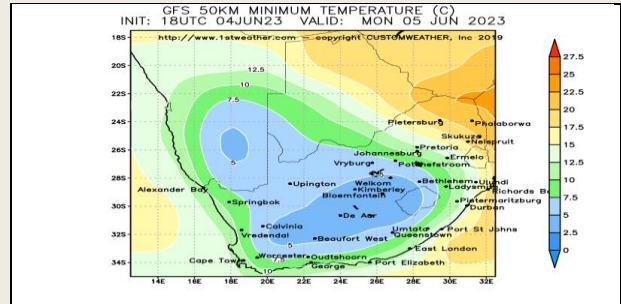 GFS 50KM MINIMUM TEMPERATURE (C)
INIT: 18UTC 04JUN23 VALID: MON 05 JUN 2023
http://www.1stweather.com - copyright CUSTOMWEATHER, Inc 2019
18S
20S
22S
24S
26S
28S
30S
32S
34S
12.5
10
7.5
5
Pietersburg
Phalaborwa
Skukuza
Nelspruit
Pretoria
Johannesburg
Ermelo
Vryburg
Potchefstroom
Welkom
Bethlehem
Ulundi
Alexander Bay
Upington
Kimberley
Ladysmith
Bloemfontein
Richards Ba
Springbok
Pietermaritzburg
De Aar
Durban
Calvinia
Umtata
Port St Johns
Vredendal
5
Beaufort West
Queenstown
East London
Cape Town
Worcester
7.5
Oudtshoorn
George
Port Elizabeth
10
14E 16E 18E 20E 22E 24E 26E 28E 30E 32E
27.5
25
22.5
20
17.5
15
12.5
10
7.5
5
2.5
0